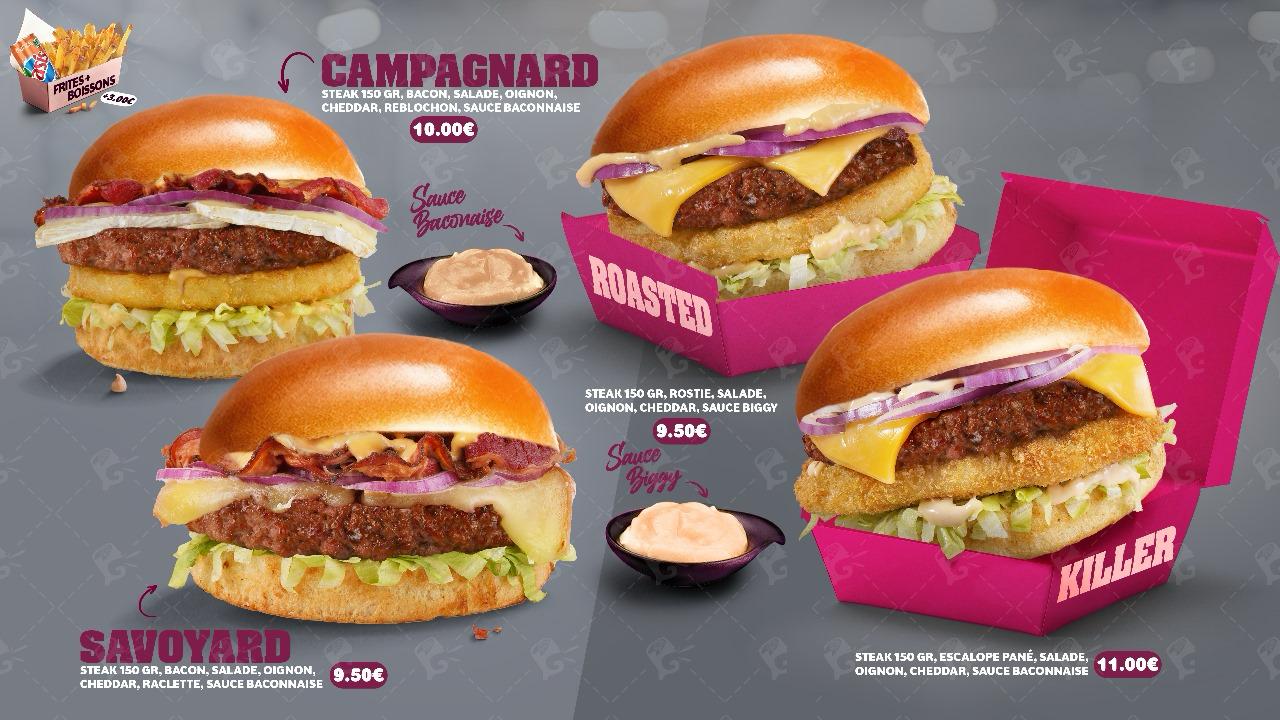 FRITES+
BOISSONS
+3.00€
CAMPAGNARD
STEAK 150 GR, BACON, SALADE, OIGNON,
CHEDDAR, REBLOCHON, SAUCE BACONNAISE
10.00€
Sauce
Baconaise
ROASTED
STEAK 150 GR, ROSTIE, SALADE,
OIGNON, CHEDDAR, SAUCE BIGGY
9.50€
Sauce
Biggy
KILLER
STEAK 150 GR, ESCALOPE PANÉ, SALADE,
OIGNON, CHEDDAR, SAUCE BACONNAISE
11.00€
SAVOYARD
STEAK 150 GR, BACON, SALADE, OIGNON,
CHEDDAR, RACLETTE, SAUCE BACONNAISE
9.50€